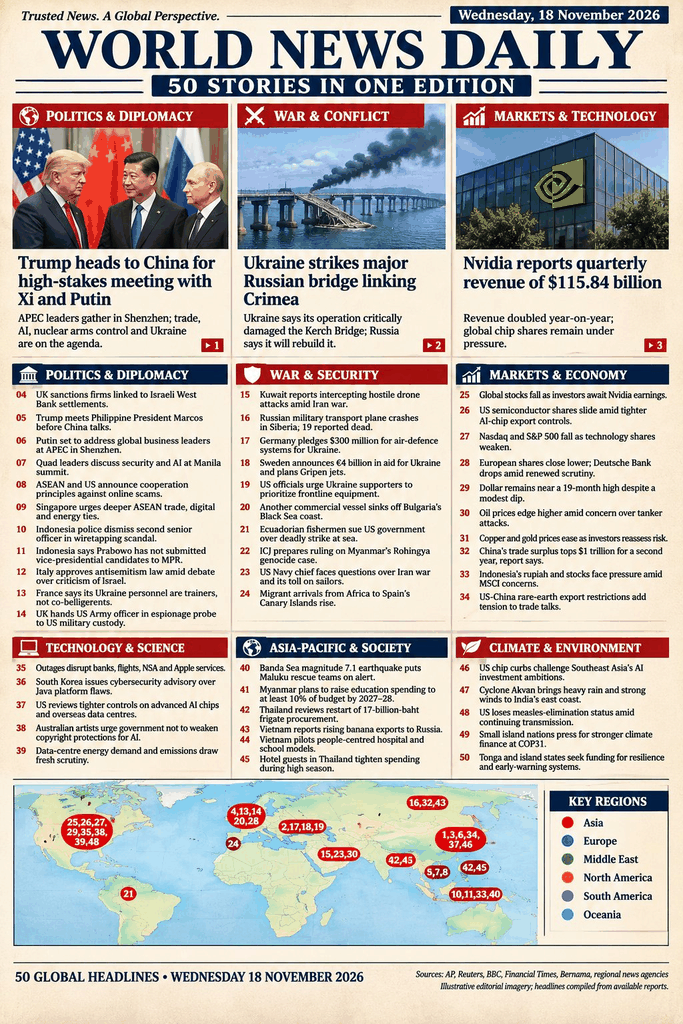 Trusted News. A Global Perspective.
Wednesday, 18 November 2026
WORLD NEWS DAILY
50 STORIES IN ONE EDITION
POLITICS & DIPLOMACY
Trump heads to China for
high-stakes meeting with
Xi and Putin
APEC leaders gather in Shenzhen; trade,
AI, nuclear arms control and Ukraine
are on the agenda.
1
WAR & CONFLICT
Ukraine strikes major
Russian bridge linking
Crimea
Ukraine says its operation critically
damaged the Kerch Bridge; Russia
says it will rebuild it.
2
MARKETS & TECHNOLOGY
Nvidia reports quarterly
revenue of $115.84 billion
Revenue doubled year-on-year;
global chip shares remain under
pressure.
3
POLITICS & DIPLOMACY
04 UK sanctions firms linked to Israeli West
Bank settlements.
05 Trump meets Philippine President Marcos
before China talks.
06 Putin set to address global business leaders
at APEC in Shenzhen.
07 Quad leaders discuss security and AI at Manila
summit.
08 ASEAN and US announce cooperation
principles against online scams.
09 Singapore urges deeper ASEAN trade, digital
and energy ties.
10 Indonesia police dismiss second senior
officer in wiretapping scandal.
11 Indonesia says Prabowo has not submitted
vice-presidential candidates to MPR.
12 Italy approves antisemitism law amid debate
over criticism of Israel.
13 France says its Ukraine personnel are trainers,
not co-belligerents.
14 UK hands US Army officer in espionage probe
to US military custody.
WAR & SECURITY
15 Kuwait reports intercepting hostile drone
attacks amid Iran war.
16 Russian military transport plane crashes
in Siberia; 19 reported dead.
17 Germany pledges $300 million for air-defence
systems for Ukraine.
18 Sweden announces €4 billion in aid for Ukraine
and plans Gripen jets.
19 US officials urge Ukraine supporters to
prioritize frontline equipment.
20 Another commercial vessel sinks off Bulgaria's
Black Sea coast.
21 Ecuadorian fishermen sue US government
over deadly strike at sea.
22 ICJ prepares ruling on Myanmar's Rohingya
genocide case.
23 US Navy chief faces questions over Iran war
and its toll on sailors.
24 Migrant arrivals from Africa to Spain's
Canary Islands rise.
MARKETS & ECONOMY
25 Global stocks fall as investors await Nvidia earnings.
26 US semiconductor shares slide amid tighter
AI-chip export controls.
27 Nasdaq and S&P 500 fall as technology shares
weaken.
28 European shares close lower; Deutsche Bank
drops amid renewed scrutiny.
29 Dollar remains near a 19-month high despite a
modest dip.
30 Oil prices edge higher amid concern over tanker
attacks.
31 Copper and gold prices ease as investors reassess risk.
32 China's trade surplus tops $1 trillion for a second
year, report says.
33 Indonesia's rupiah and stocks face pressure amid
MSCI concerns.
34 US-China rare-earth export restrictions add
tension to trade talks.
TECHNOLOGY & SCIENCE
35 Outages disrupt banks, flights, NSA and Apple services.
36 South Korea issues cybersecurity advisory over
Java platform flaws.
37 US reviews tighter controls on advanced AI chips
and overseas data centres.
38 Australian artists urge government not to weaken
copyright protections for AI.
39 Data-centre energy demand and emissions draw
fresh scrutiny.
ASIA-PACIFIC & SOCIETY
40 Banda Sea magnitude 7.1 earthquake puts
Maluku rescue teams on alert.
41 Myanmar plans to raise education spending to
at least 10% of budget by 2027–28.
42 Thailand reviews restart of 17-billion-baht
frigate procurement.
43 Vietnam reports rising banana exports to Russia.
44 Vietnam pilots people-centred hospital and
school models.
45 Hotel guests in Thailand tighten spending
during high season.
CLIMATE & ENVIRONMENT
46 US chip curbs challenge Southeast Asia's AI
investment ambitions.
47 Cyclone Akvan brings heavy rain and strong
winds to India's east coast.
48 US loses measles-elimination status amid
continuing transmission.
49 Small island nations press for stronger climate
finance at COP31.
50 Tonga and island states seek funding for resilience
and early-warning systems.
25,26,27,
29,35,38,
39,48
21
4,13,14
20,28
24
2,17,18,19
15,23,30
16,32,43
1,3,6,34,
37,46
42,45
5,7,8
42,45
10,11,33,40
KEY REGIONS
Asia
Europe
Middle East
North America
South America
Oceania
50 GLOBAL HEADLINES • WEDNESDAY 18 NOVEMBER 2026
Sources: AP, Reuters, BBC, Financial Times, Bernama, regional news agencies
Illustrative editorial imagery; headlines compiled from available reports.